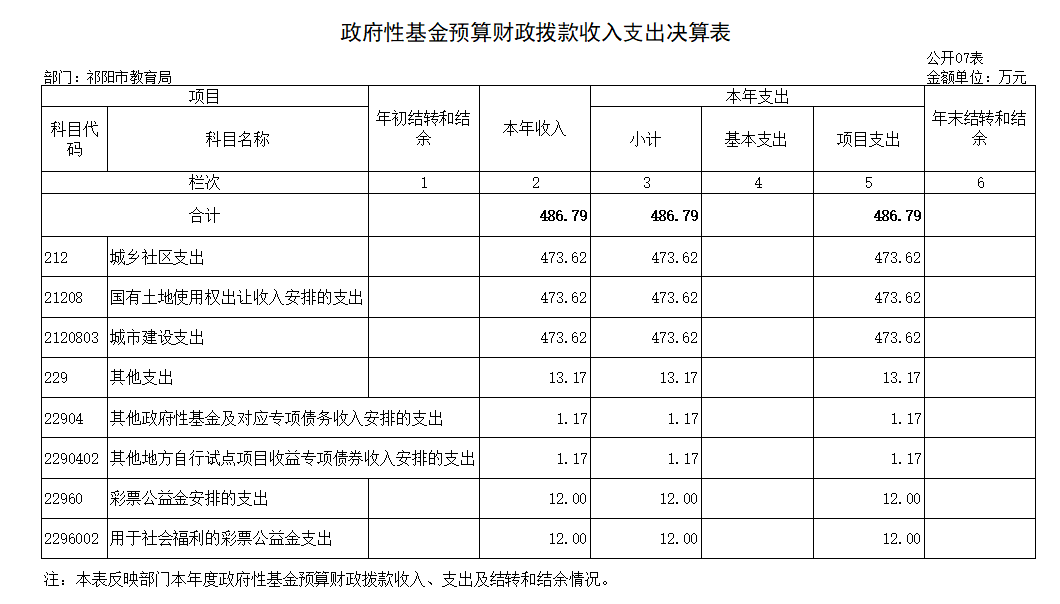 政府性基金预算财政拨款收入支出决算表
公开07表
部门：祁阳市教育局 金额单位：万元
项目 年初结转和结余 本年收入 本年支出 年末结转和结余
科目代码 科目名称 小计 基本支出 项目支出
栏次 1 2 3 4 5 6
合计 486.79 486.79 486.79
212 城乡社区支出 473.62 473.62 473.62
21208 国有土地使用权出让收入安排的支出 473.62 473.62 473.62
2120803 城市建设支出 473.62 473.62 473.62
229 其他支出 13.17 13.17 13.17
22904 其他政府性基金及对应专项债务收入安排的支出 1.17 1.17 1.17
2290402 其他地方自行试点项目收益专项债券收入安排的支出 1.17 1.17 1.17
22960 彩票公益金安排的支出 12.00 12.00 12.00
2296002 用于社会福利的彩票公益金支出 12.00 12.00 12.00
注：本表反映部门本年度政府性基金预算财政拨款收入、支出及结转和结余情况。